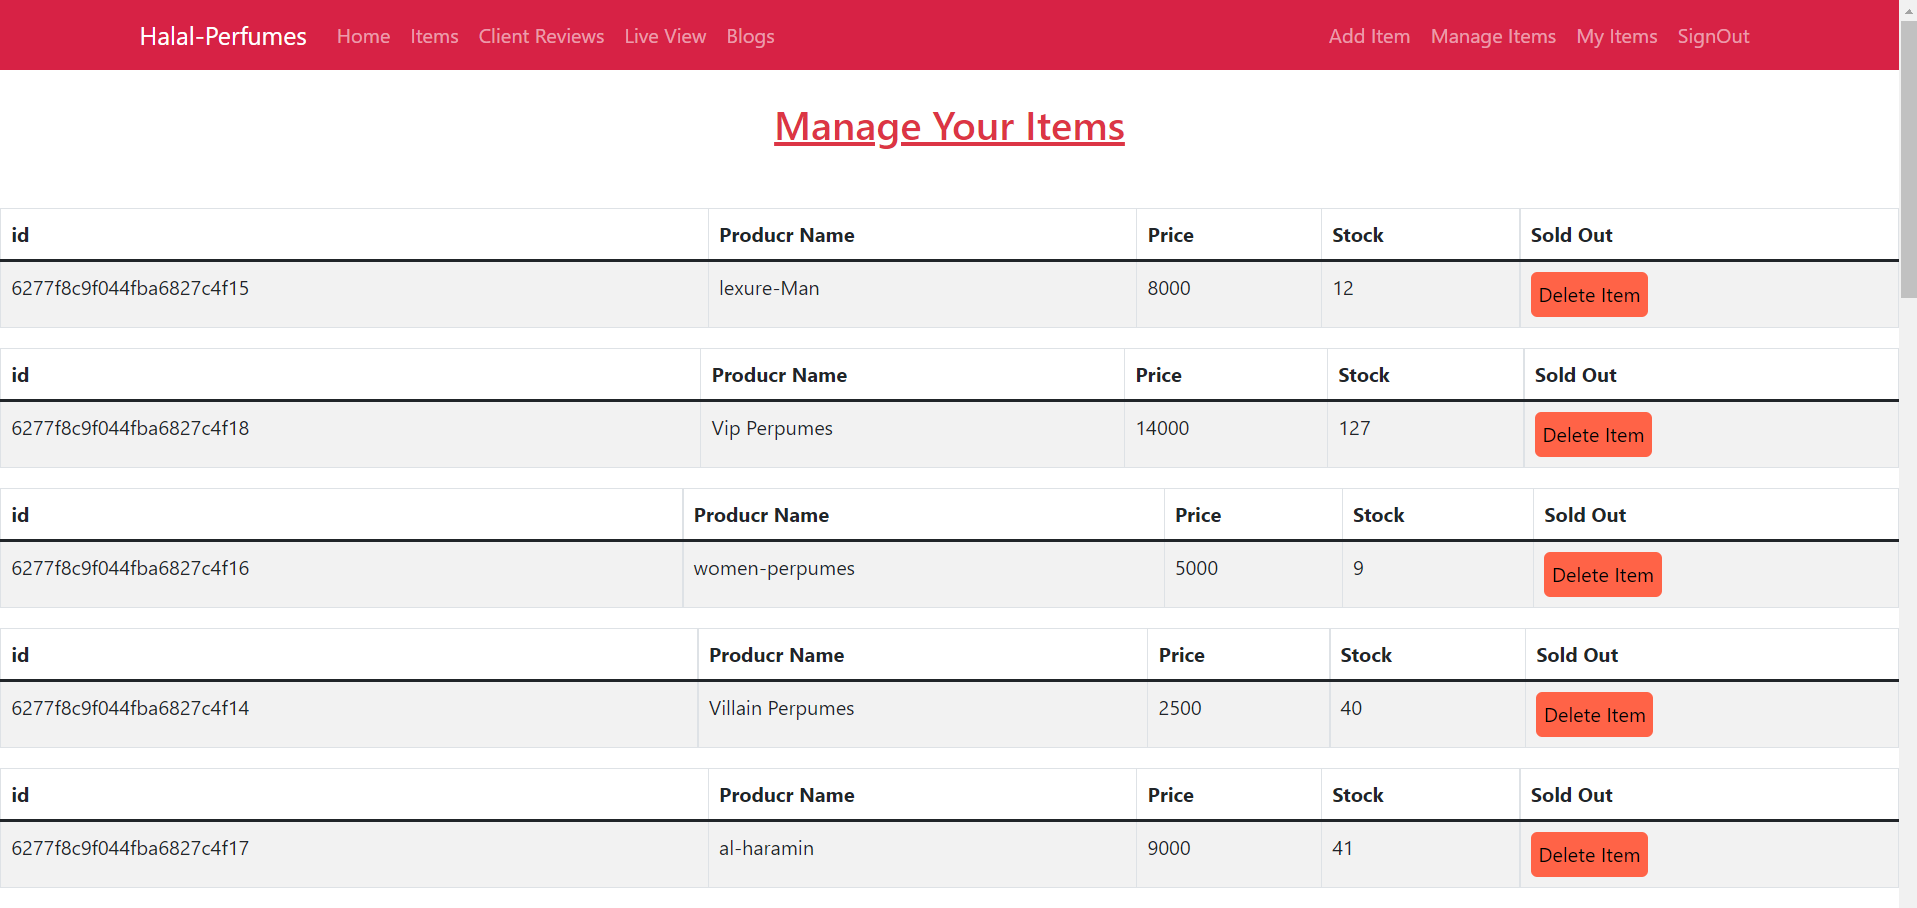 Halal-Perfumes Home Items Client Reviews Live View Blogs Add Item Manage Items My Items SignOut
Manage Your Items
id Producr Name Price Stock Sold Out
6277f8c9f044fba6827c4f15 lexure-Man 8000 12 Delete Item
id Producr Name Price Stock Sold Out
6277f8c9f044fba6827c4f18 Vip Perpumes 14000 127 Delete Item
id Producr Name Price Stock Sold Out
6277f8c9f044fba6827c4f16 women-perpumes 5000 9 Delete Item
id Producr Name Price Stock Sold Out
6277f8c9f044fba6827c4f14 Villain Perpumes 2500 40 Delete Item
id Producr Name Price Stock Sold Out
6277f8c9f044fba6827c4f17 al-haramin 9000 41 Delete Item